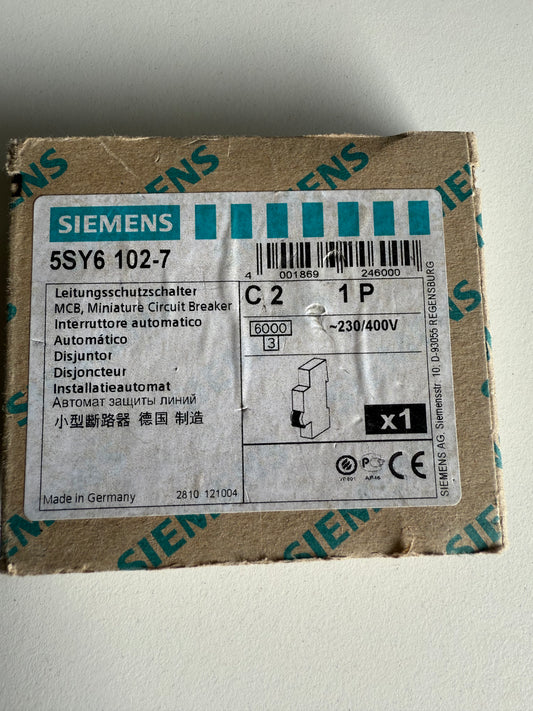 SIEMENS
5SY6 102-7
4 001869 246000
Leitungsschutzschalter
MCB, Miniature Circuit Breaker
Interruttore automatico
Automático
Disjuntor
Disjoncteur
Installatieautomat
Автомат защиты линий
小型斷路器 德国 制造
C 2 1 P
6000
3
~230/400V
x1
CE
Made in Germany 2810 121004
SIEMENS AG, Siemensstr. 10; D-93055 REGENSBURG
SIEMENS
SIEMENS
SIEMENS
SIEMENS